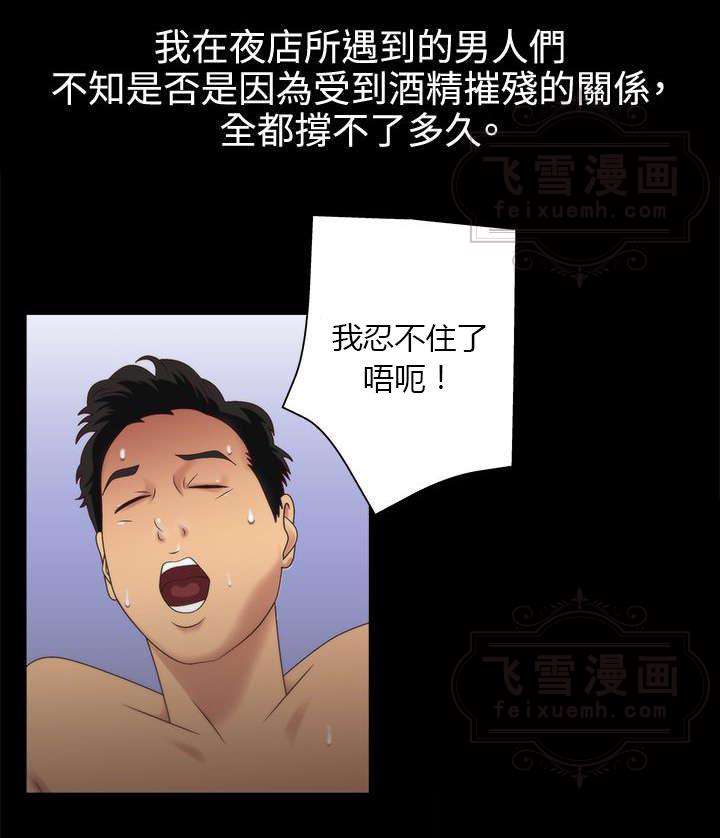 我在夜店所遇到的男人們
不知是否是因為受到酒精摧殘的關係，
全都撐不了多久。
飞雪漫画
feixuemh.com
我忍不住了
唔呃！
飞雪漫画
feixuemh.com